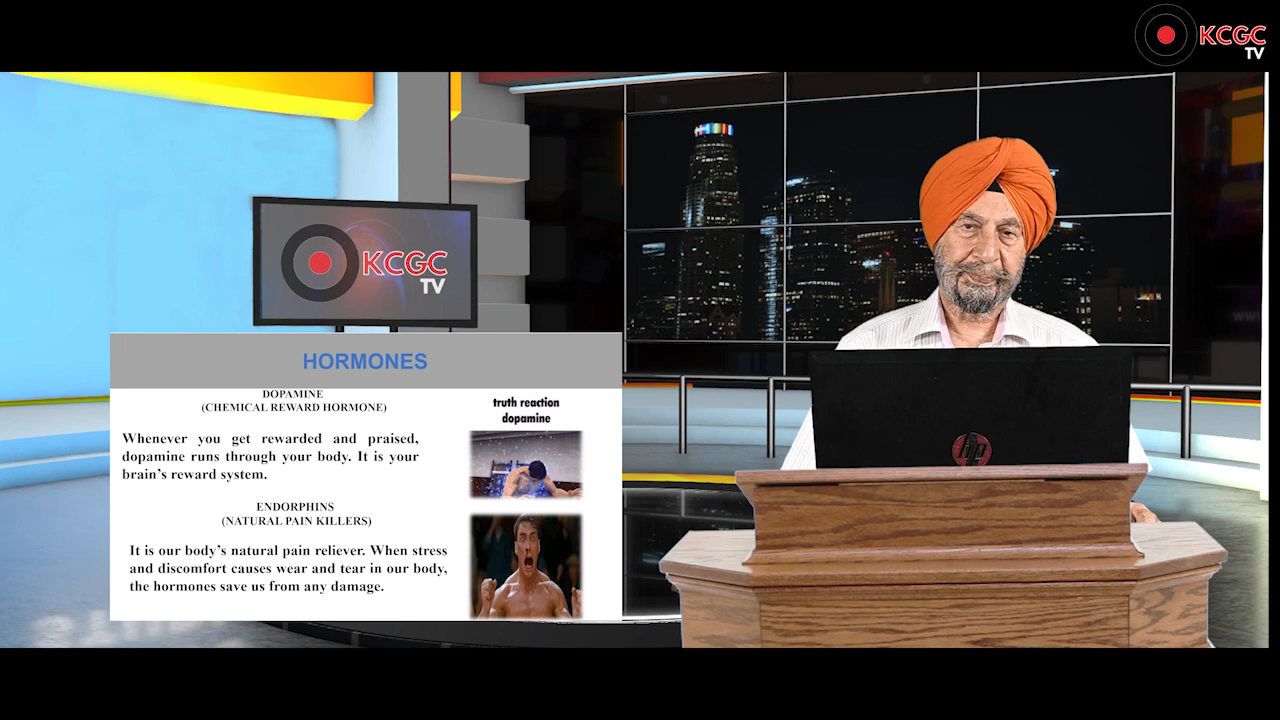 KCGC
TV
KCGC
TV
HORMONES
DOPAMINE
(CHEMICAL REWARD HORMONE)
Whenever you get rewarded and praised,
dopamine runs through your body. It is your
brain's reward system.
truth reaction
dopamine
ENDORPHINS
(NATURAL PAIN KILLERS)
It is our body's natural pain reliever. When stress
and discomfort causes wear and tear in our body,
the hormones save us from any damage.
hp